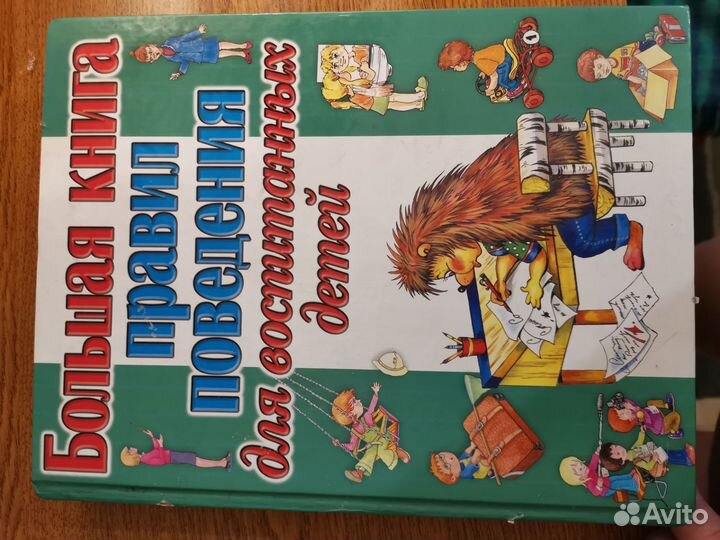 Большая книга
правил
поведения
для воспитанных
детей
Avito